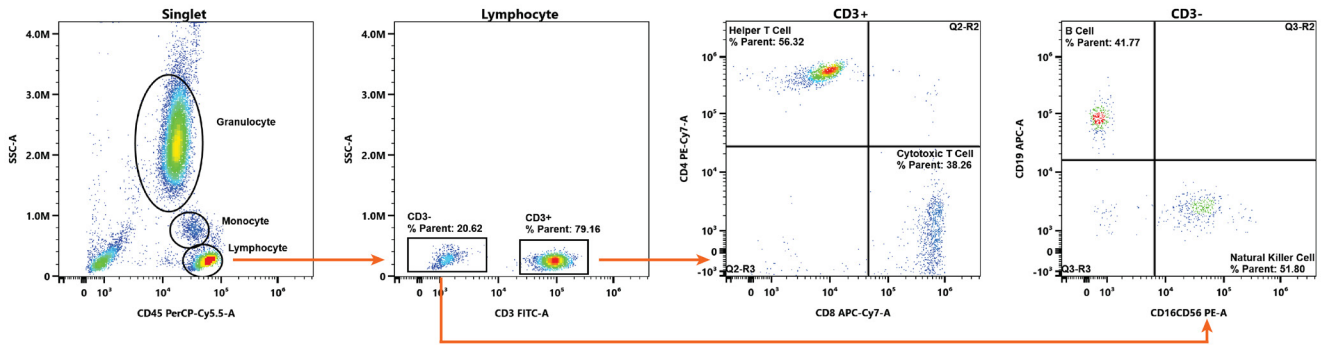 Singlet
4.0M
3.0M
2.0M
1.0M
0
SSC-A
Granulocyte
Monocyte
Lymphocyte
0 10³ 10⁴ 10⁵ 10⁶
CD45 PerCP-Cy5.5-A
Lymphocyte
4.0M
3.0M
2.0M
1.0M
0
SSC-A
CD3-
% Parent: 20.62
CD3+
% Parent: 79.16
0 10³ 10⁴ 10⁵ 10⁶
CD3 FITC-A
CD3+
Helper T Cell
% Parent: 56.32
Q2-R2
10⁶
10⁵
10⁴
10³
0
-10³
CD4 PE-Cy7-A
Cytotoxic T Cell
% Parent: 38.26
Q2-R3
0 10³ 10⁴ 10⁵ 10⁶
CD8 APC-Cy7-A
CD3-
B Cell
% Parent: 41.77
Q3-R2
10⁶
10⁵
10⁴
10³
0
-10³
CD19 APC-A
Natural Killer Cell
% Parent: 51.80
Q3-R3
0 10³ 10⁴ 10⁵ 10⁶
CD16CD56 PE-A